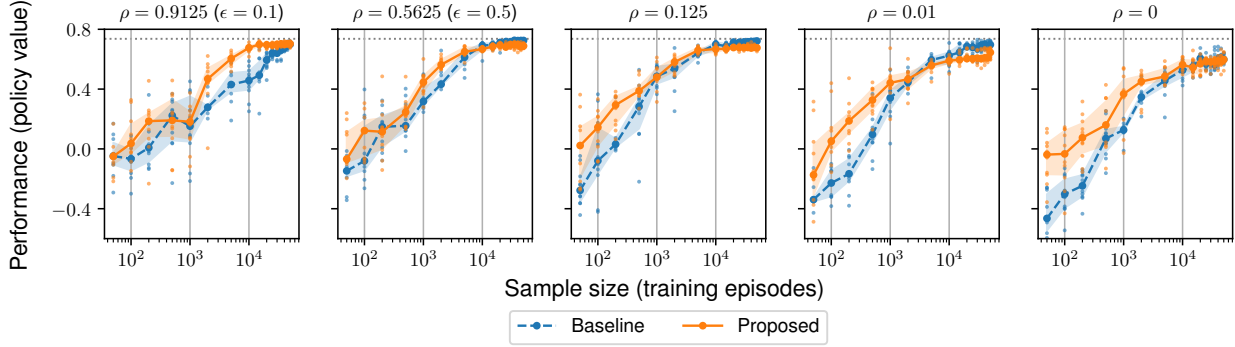 ρ = 0.9125 (ϵ = 0.1) ρ = 0.5625 (ϵ = 0.5) ρ = 0.125 ρ = 0.01 ρ = 0
Performance (policy value)
0.8
0.4
0.0
−0.4
10² 10³ 10⁴ 10² 10³ 10⁴ 10² 10³ 10⁴ 10² 10³ 10⁴ 10² 10³ 10⁴
Sample size (training episodes)
Baseline Proposed